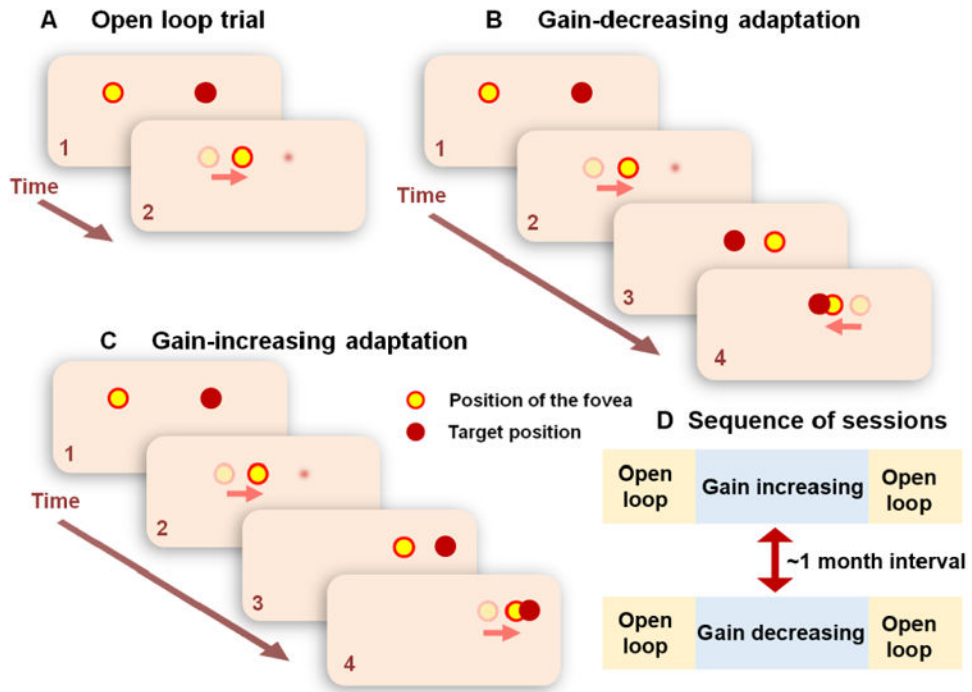 A Open loop trial
1
2
Time
B Gain-decreasing adaptation
1
2
3
4
Time
C Gain-increasing adaptation
1
2
3
4
Time
Position of the fovea
Target position
D Sequence of sessions
Open loop
Gain increasing
Open loop
~1 month interval
Open loop
Gain decreasing
Open loop